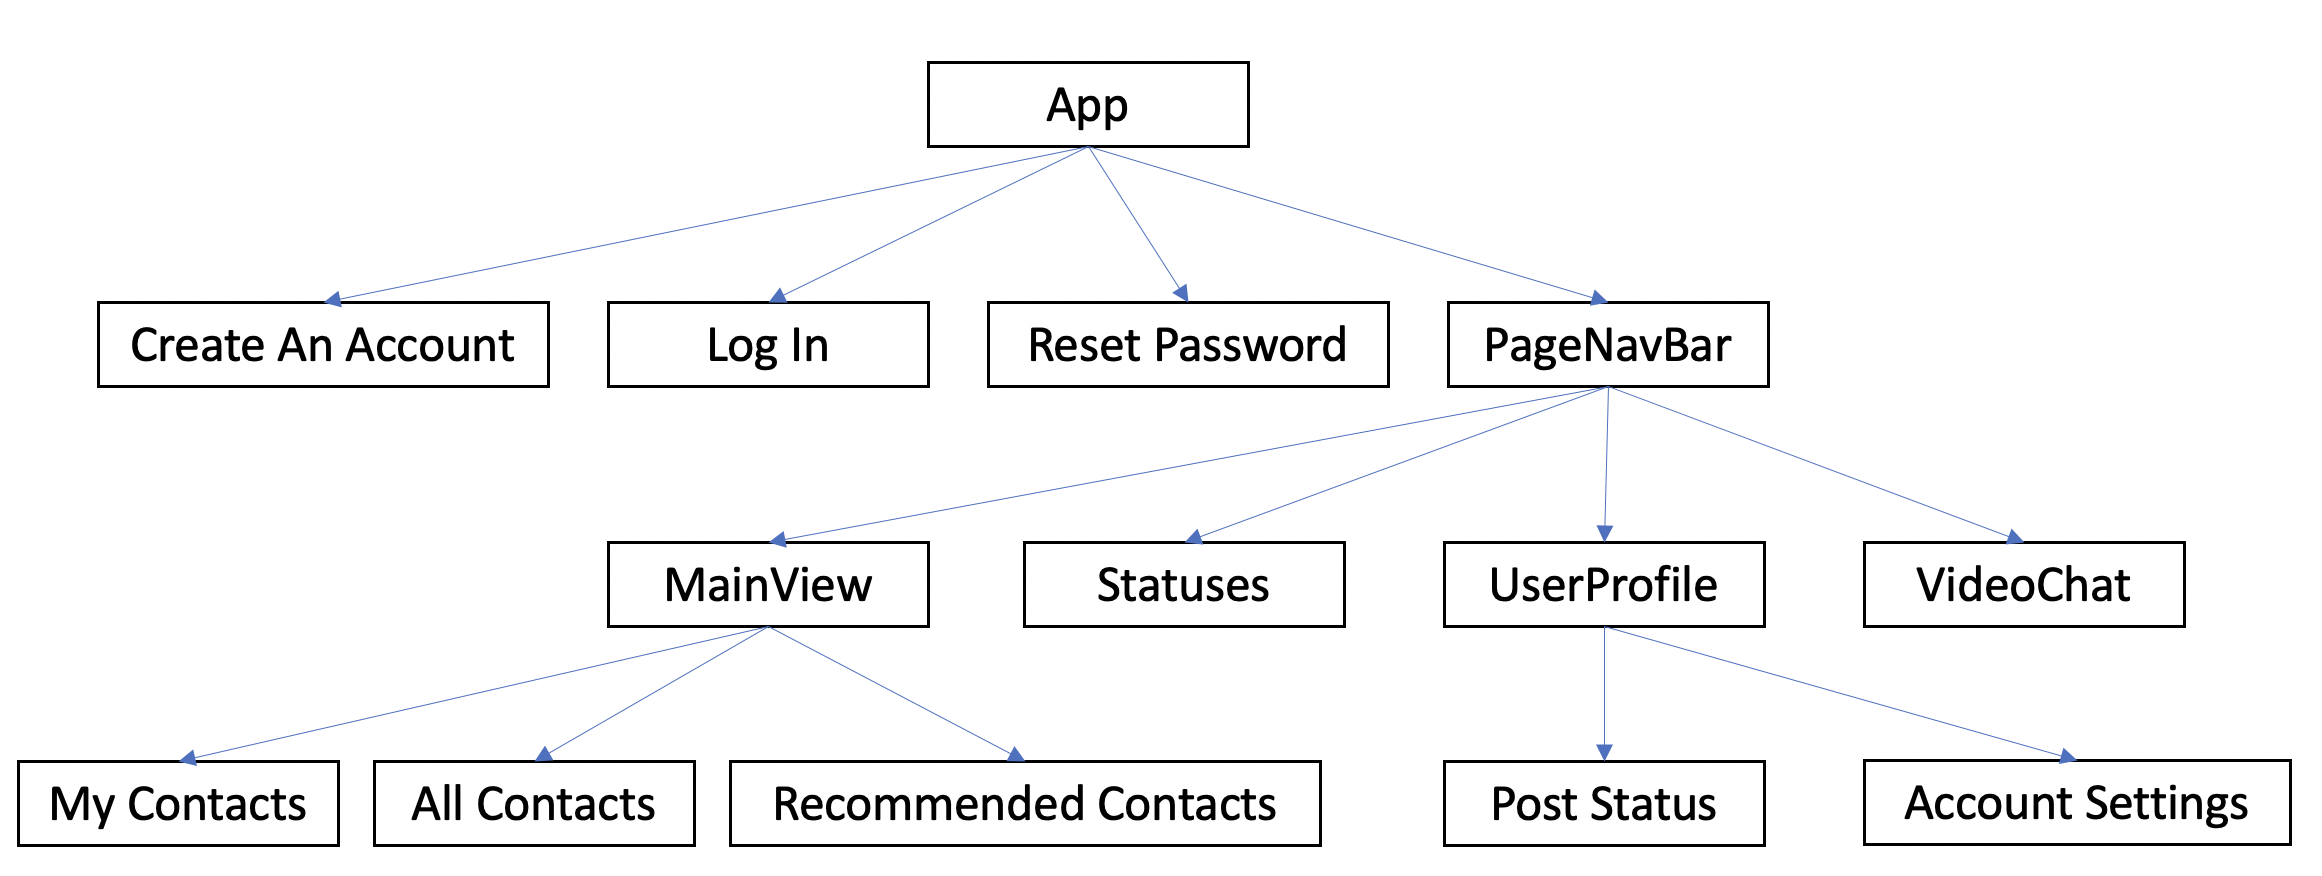 App
Create An Account
Log In
Reset Password
PageNavBar
MainView
Statuses
UserProfile
VideoChat
My Contacts
All Contacts
Recommended Contacts
Post Status
Account Settings